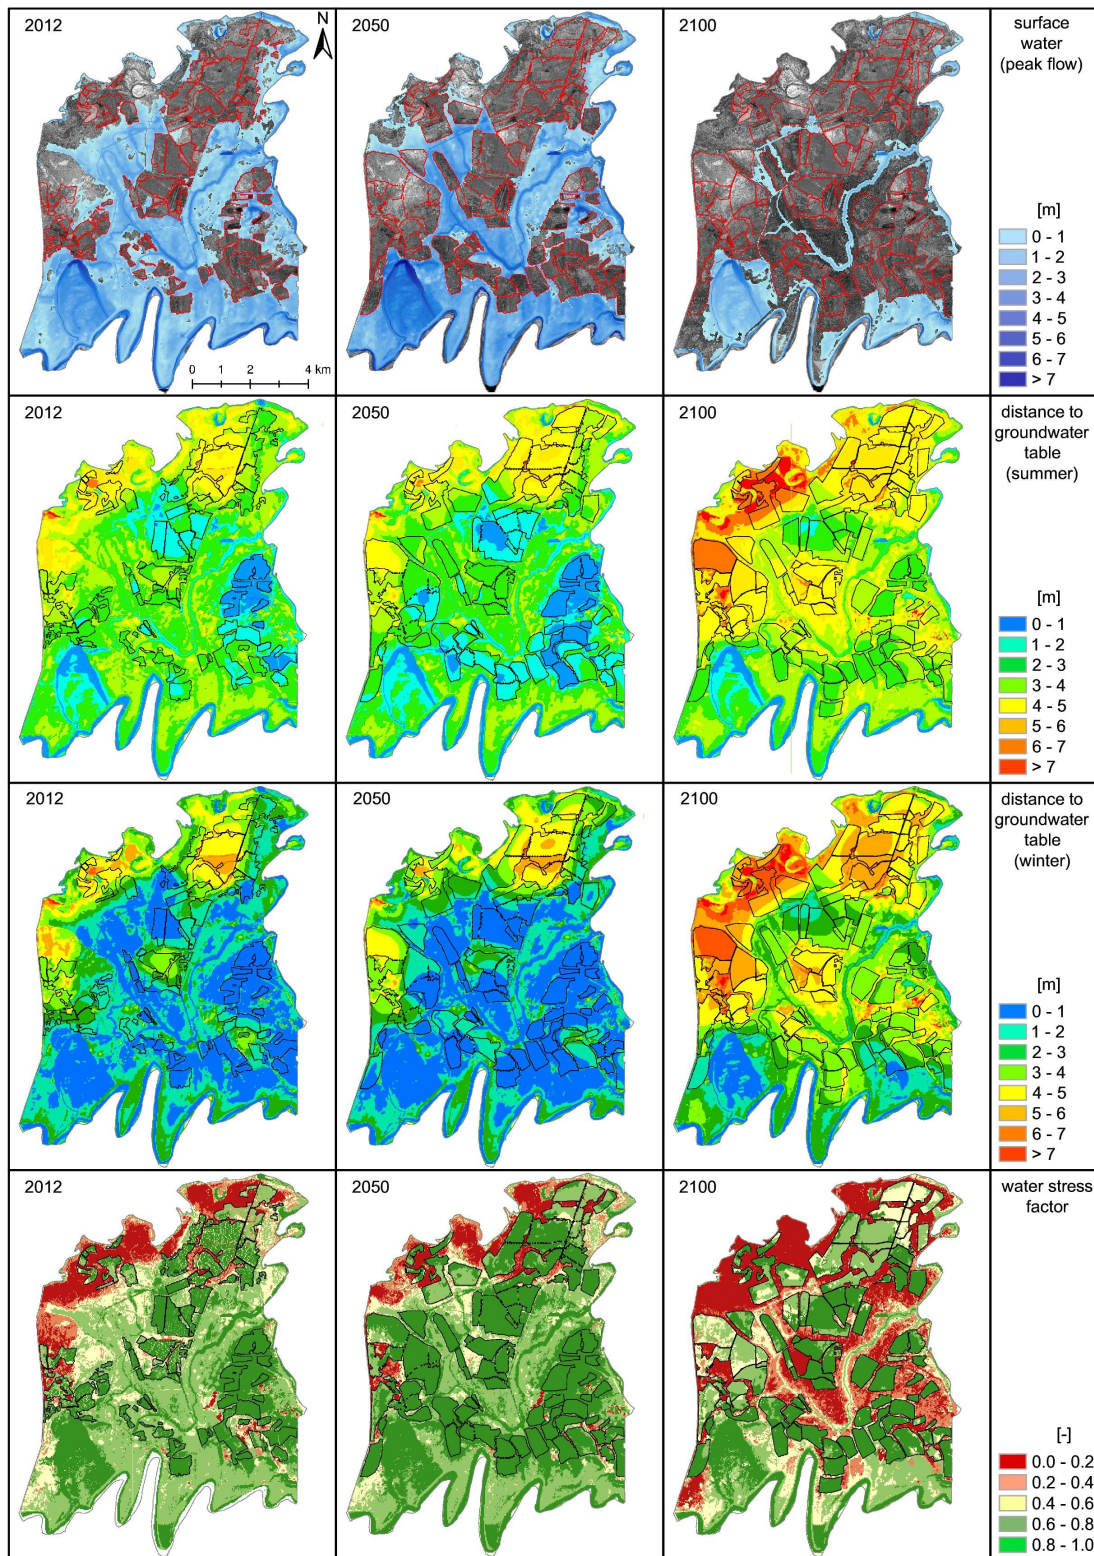 2012
N
2050
2100
surface
water
(peak flow)
[m]
0 - 1
1 - 2
2 - 3
3 - 4
4 - 5
5 - 6
6 - 7
> 7
0 1 2 4 km
2012
2050
2100
distance to
groundwater
table
(summer)
[m]
0 - 1
1 - 2
2 - 3
3 - 4
4 - 5
5 - 6
6 - 7
> 7
2012
2050
2100
distance to
groundwater
table
(winter)
[m]
0 - 1
1 - 2
2 - 3
3 - 4
4 - 5
5 - 6
6 - 7
> 7
2012
2050
2100
water stress
factor
[-]
0.0 - 0.2
0.2 - 0.4
0.4 - 0.6
0.6 - 0.8
0.8 - 1.0